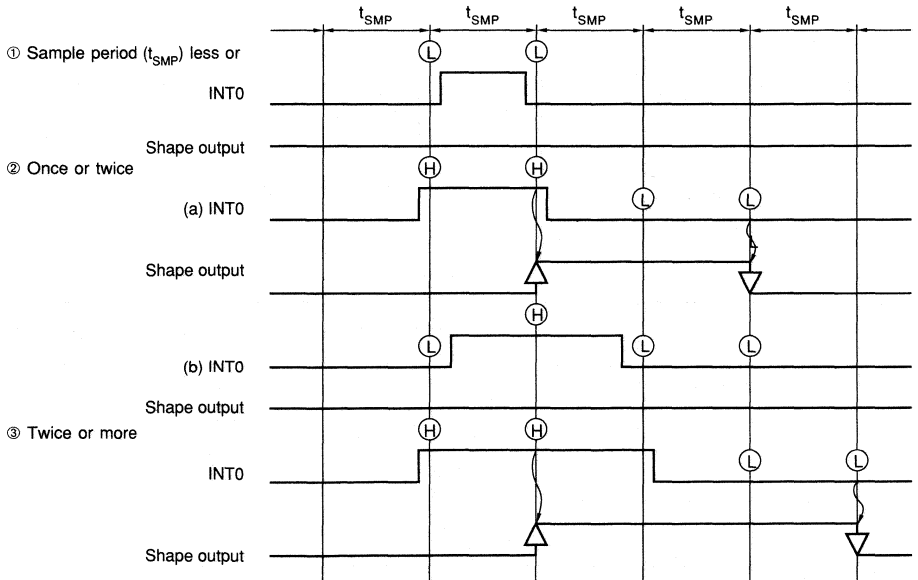 tSMP tSMP tSMP tSMP tSMP
① Sample period (tSMP) less or
L L
INT0
Shape output
② Once or twice
H H
(a) INT0
L L
Shape output
H
L L L
(b) INT0
Shape output
③ Twice or more
H H
INT0
L L
Shape output